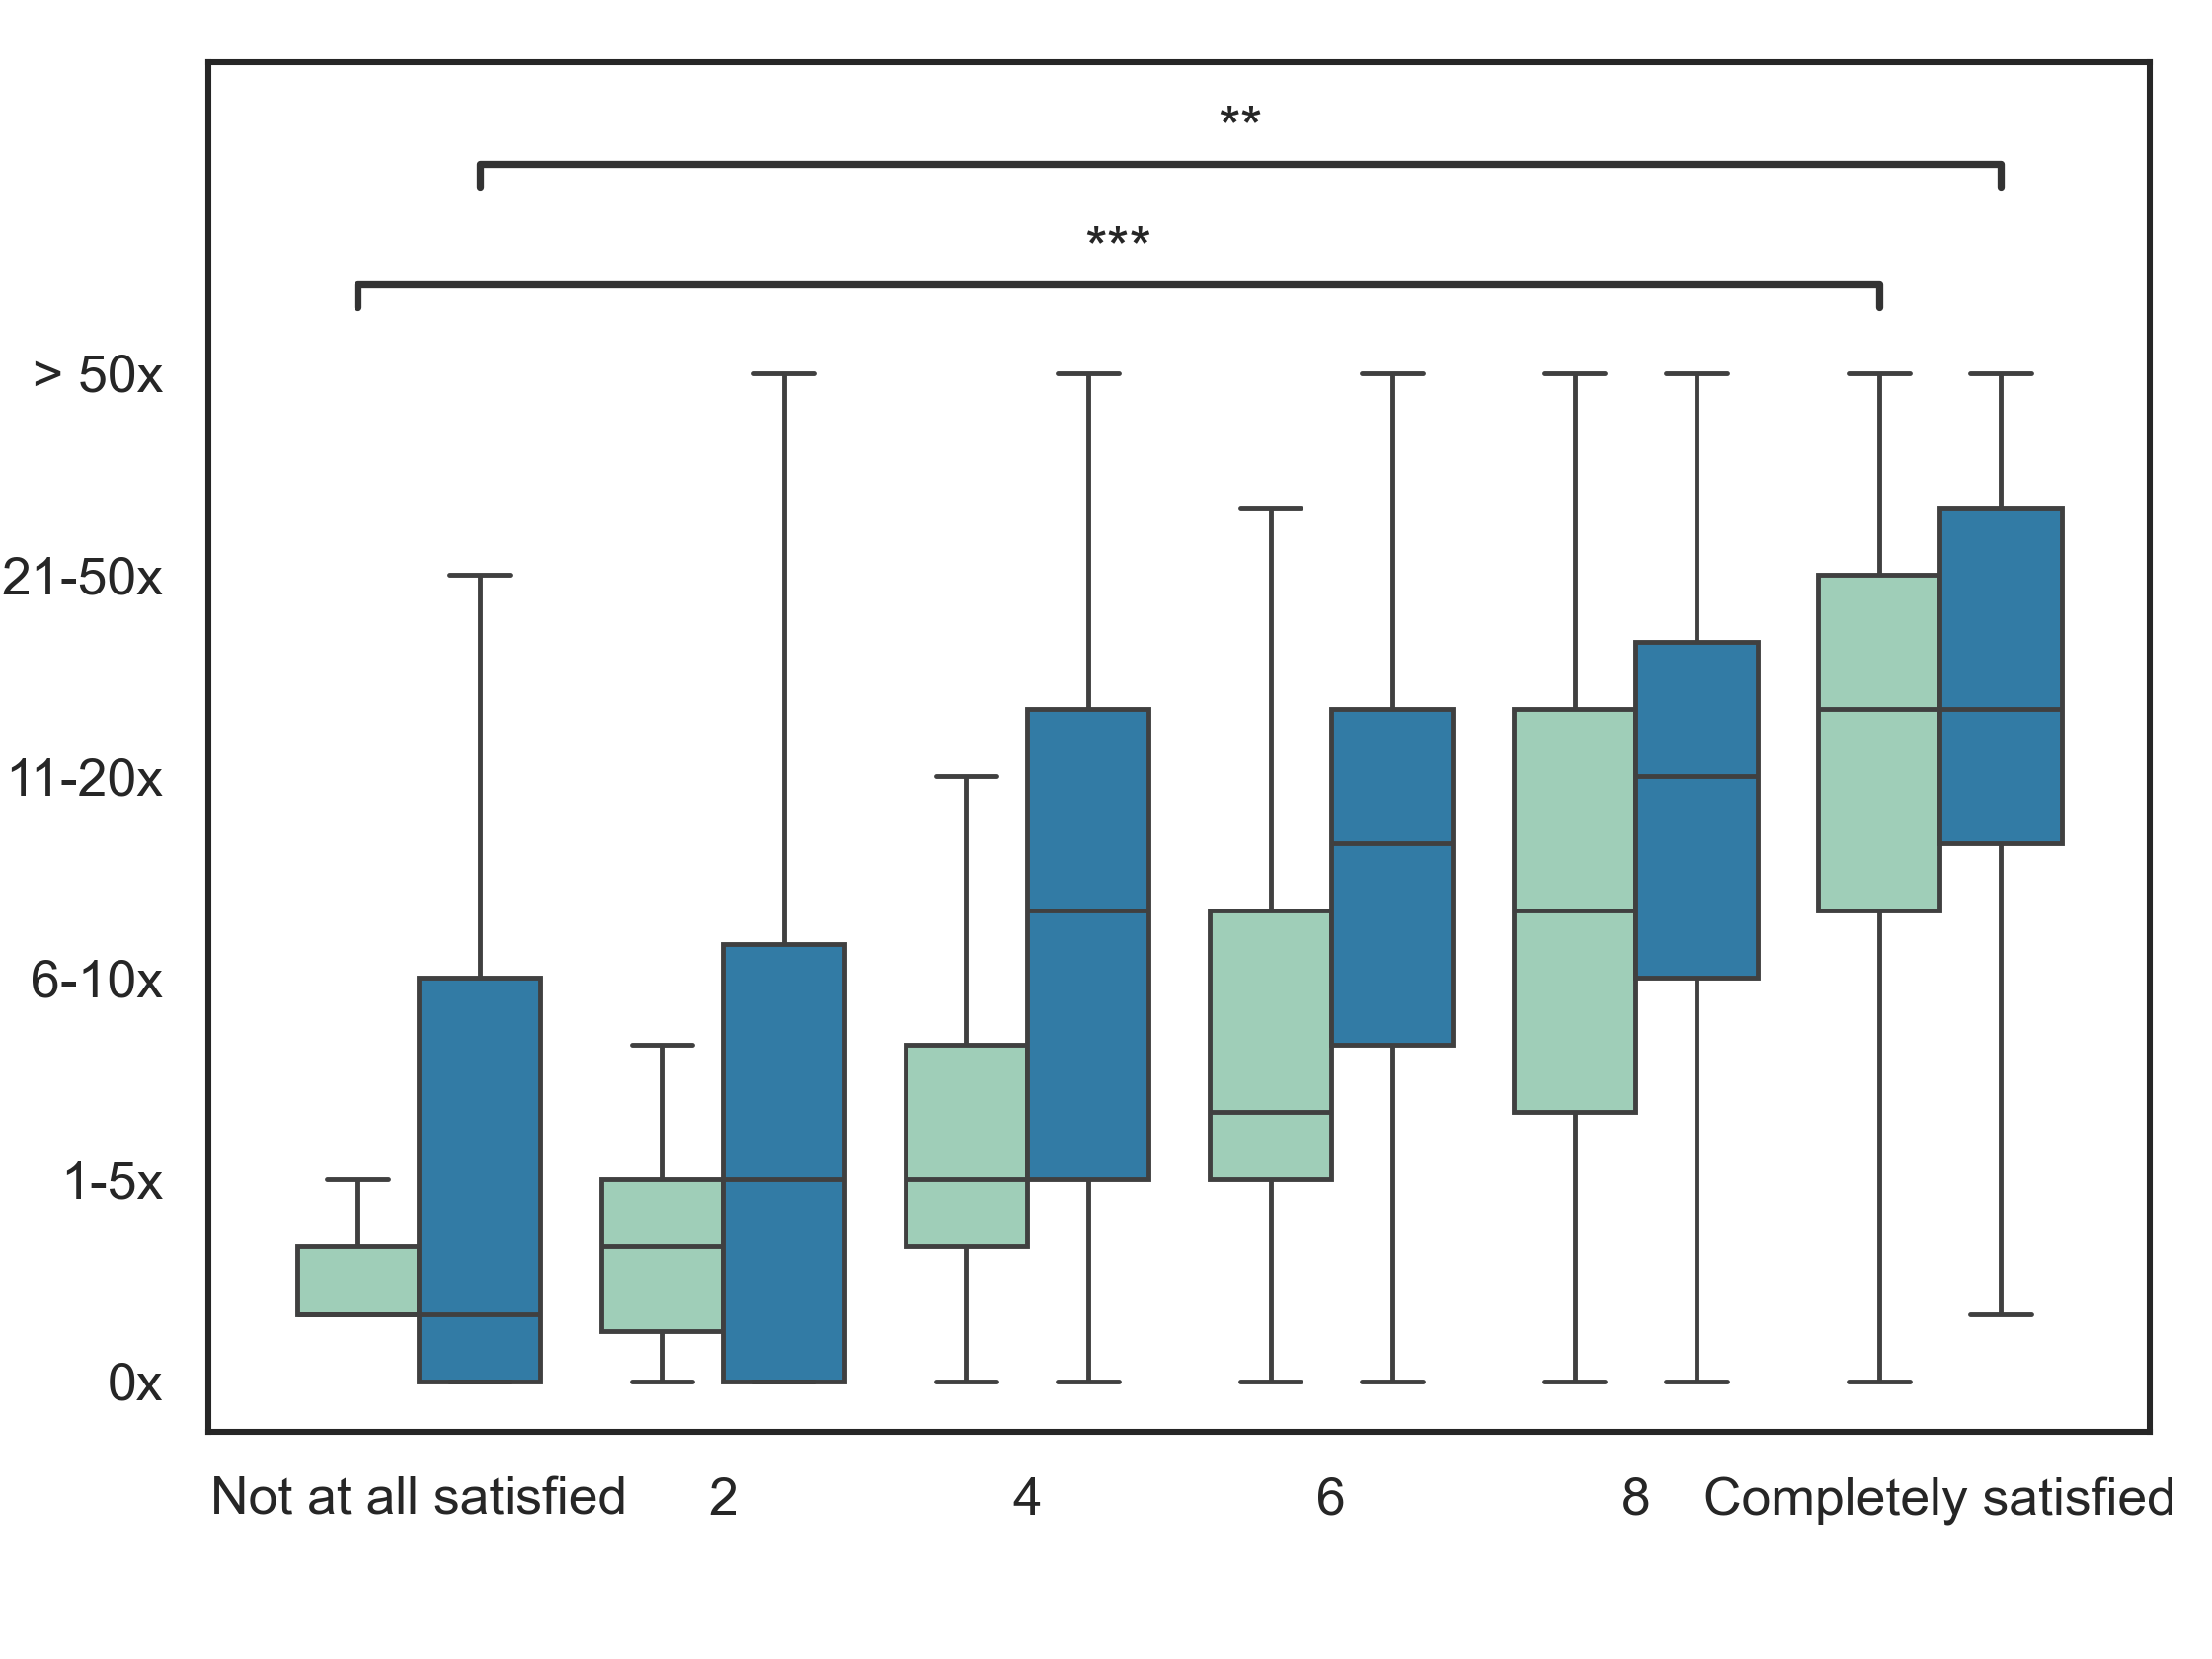 **
***
> 50x
21-50x
11-20x
6-10x
1-5x
0x
Not at all satisfied 2 4 6 8 Completely satisfied